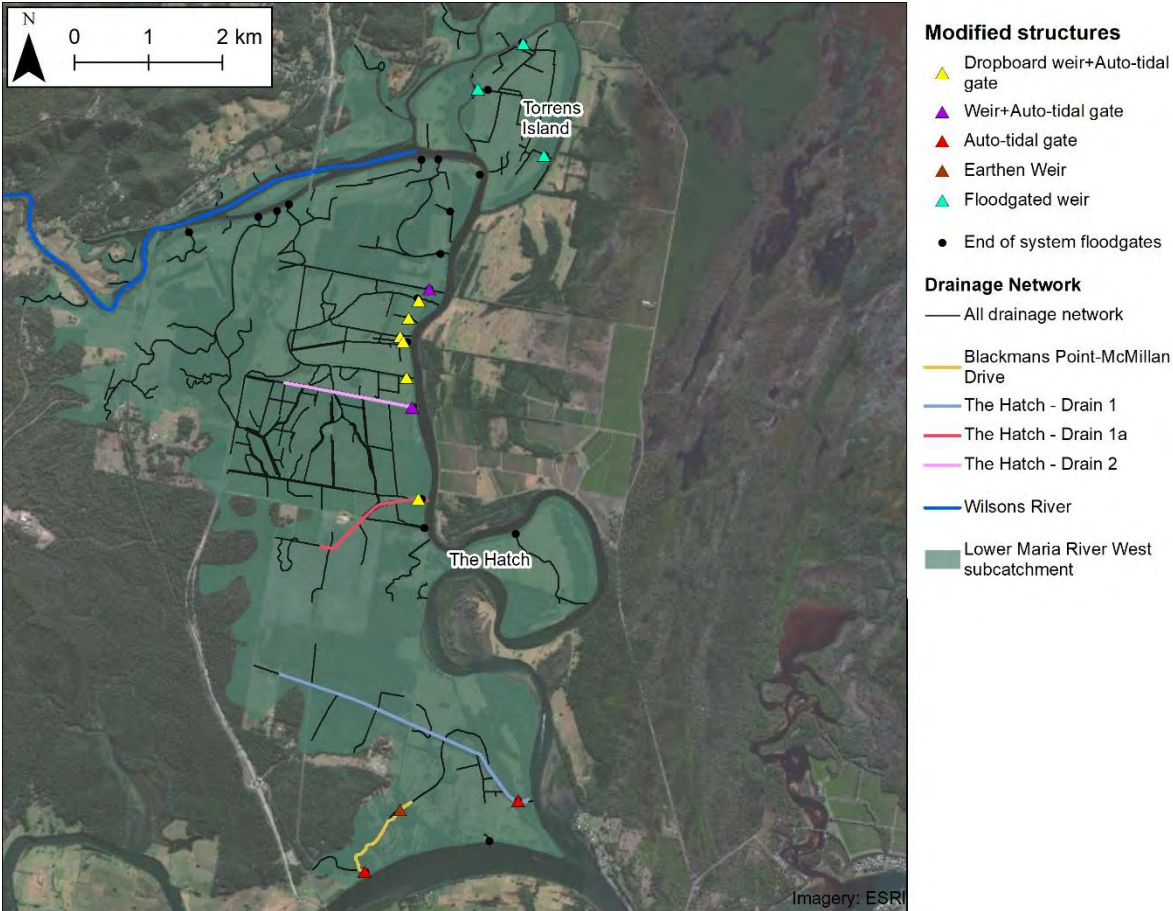 N
0 1 2 km
Torrens
Island
The Hatch
Imagery: ESRI
Modified structures
Dropboard weir+Auto-tidal
gate
Weir+Auto-tidal gate
Auto-tidal gate
Earthen Weir
Floodgated weir
End of system floodgates
Drainage Network
All drainage network
Blackmans Point-McMillan
Drive
The Hatch - Drain 1
The Hatch - Drain 1a
The Hatch - Drain 2
Wilsons River
Lower Maria River West
subcatchment